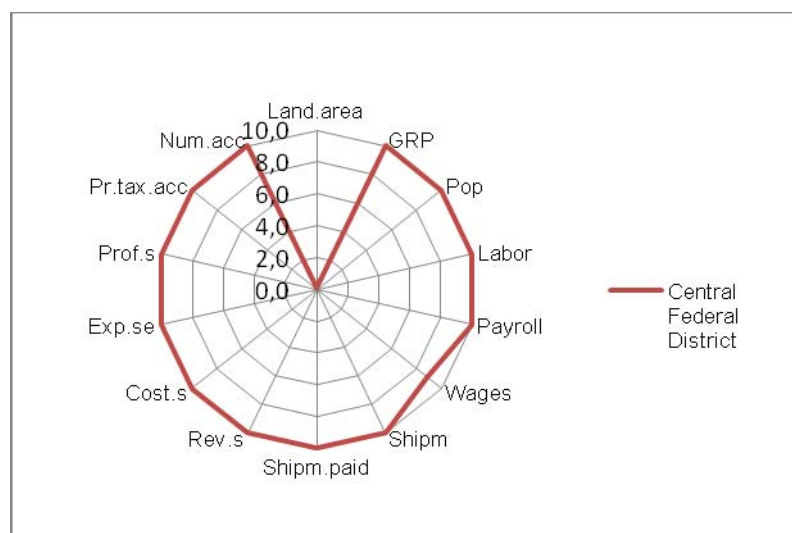 Land.area
10,0
Num.acc
GRP
8,0
Pr.tax.acc
Pop
6,0
4,0
Prof.s
Labor
2,0
0,0
Central
Federal
District
Exp.se
Payroll
Cost.s
Wages
Rev.s
Shipm
Shipm.paid